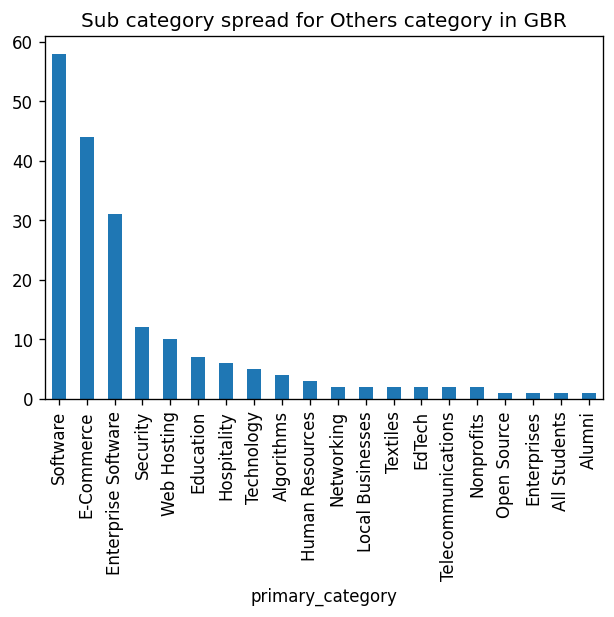 Sub category spread for Others category in GBR
60
50
40
30
20
10
0
Software
E-Commerce
Enterprise Software
Security
Web Hosting
Education
Hospitality
Technology
Algorithms
Human Resources
Networking
Local Businesses
Textiles
EdTech
Telecommunications
Nonprofits
Open Source
Enterprises
All Students
Alumni
primary_category